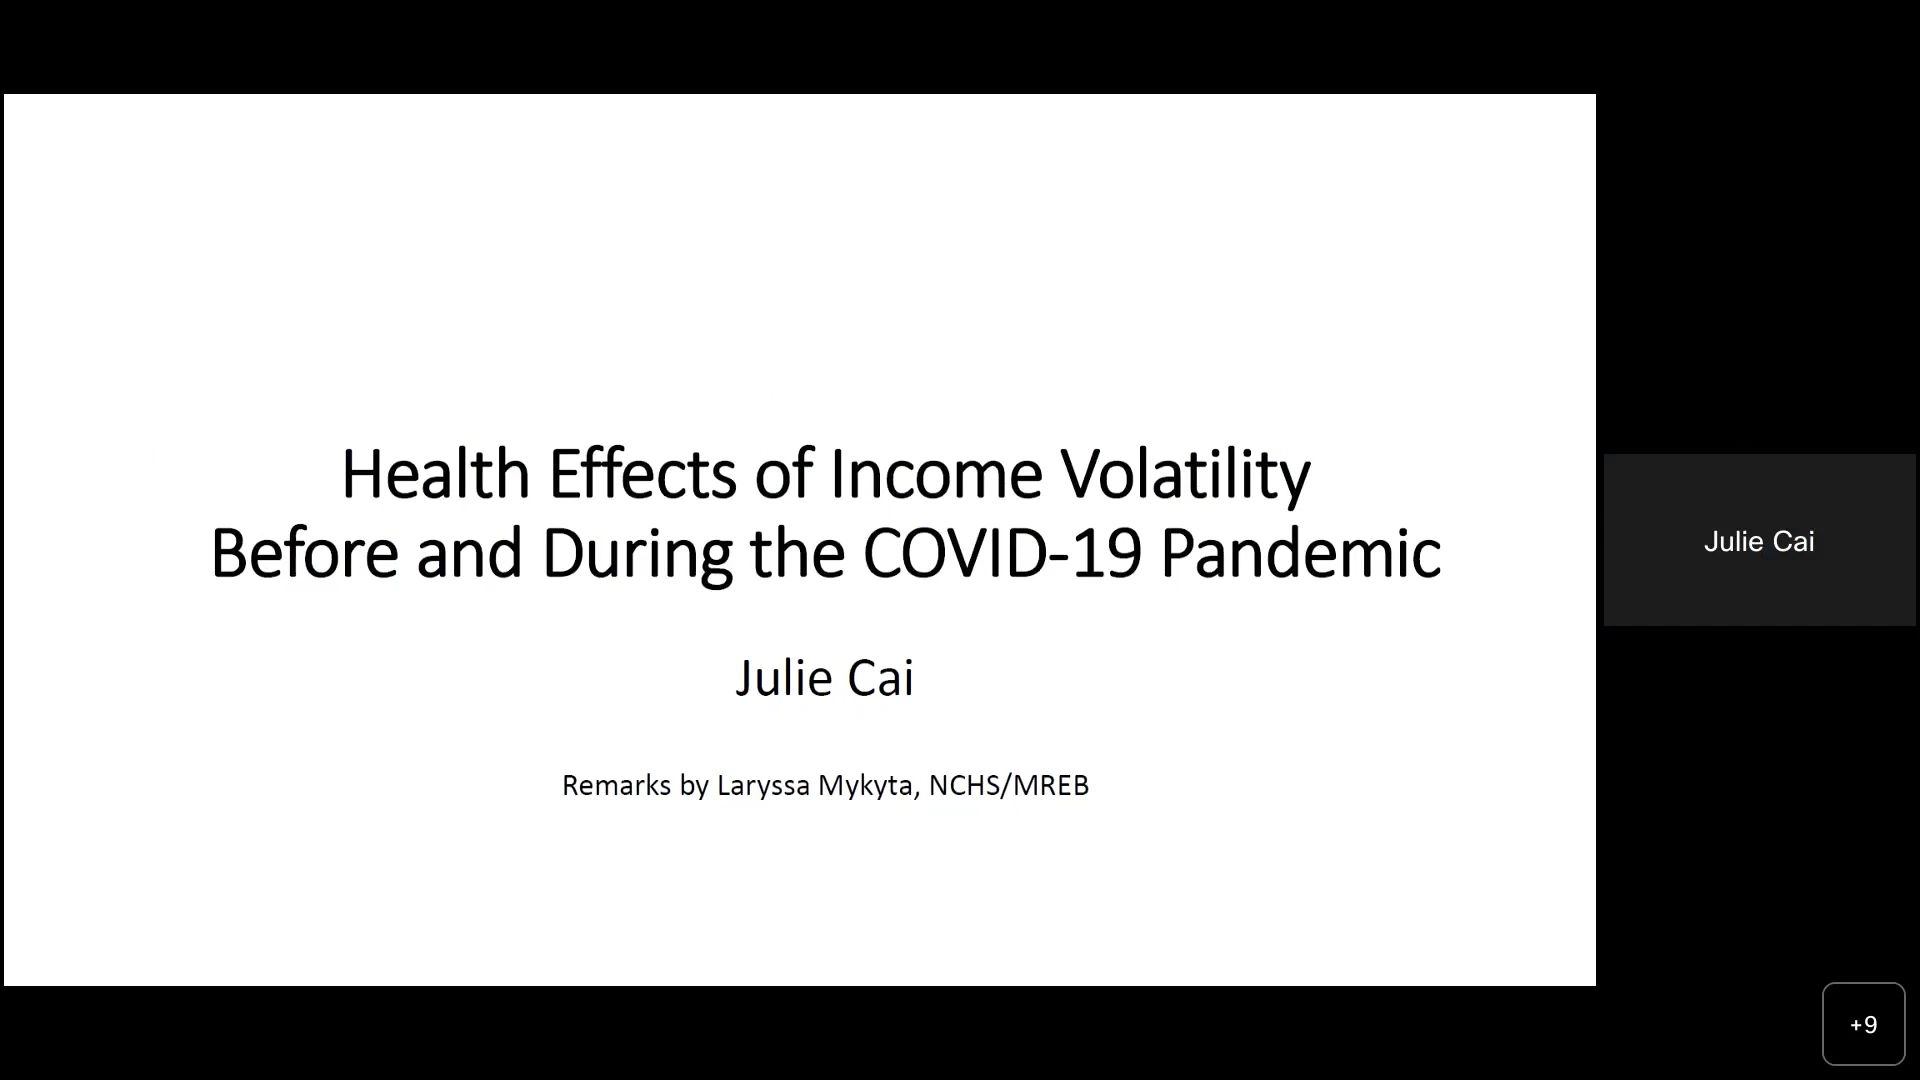 Health Effects of Income Volatility
Before and During the COVID-19 Pandemic
Julie Cai
Remarks by Laryssa Mykyta, NCHS/MREB
Julie Cai
+9